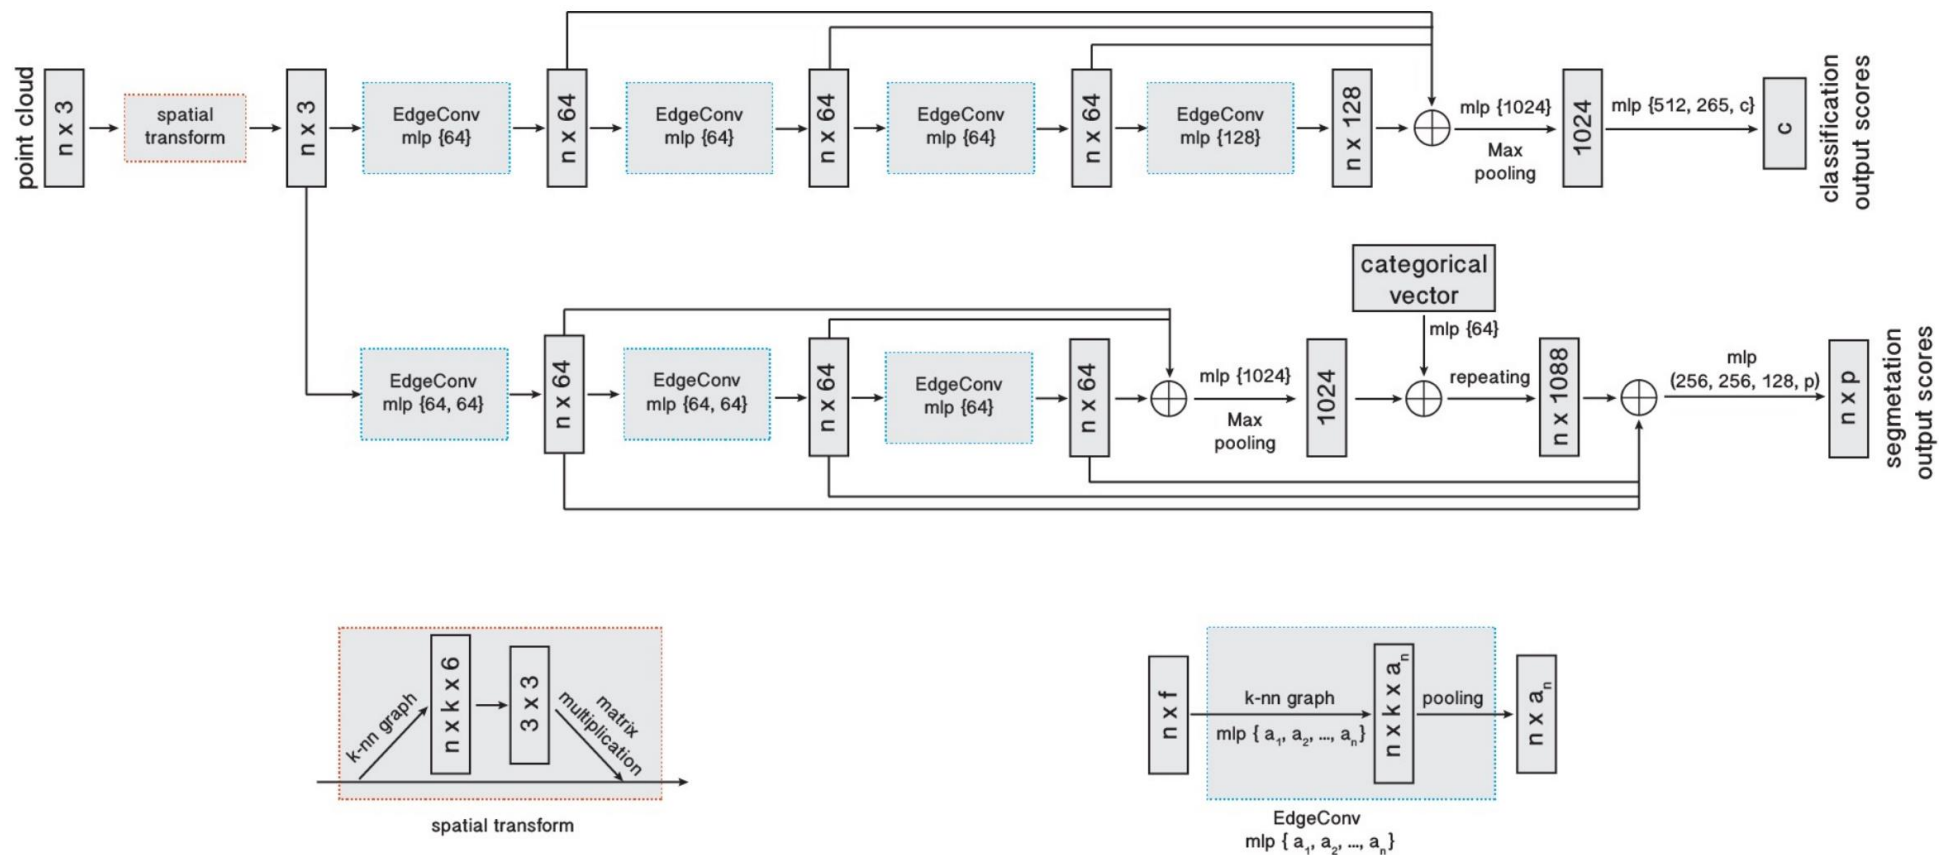 point cloud
n x 3
spatial
transform
n x 3
EdgeConv
mlp {64}
n x 64
EdgeConv
mlp {64}
n x 64
EdgeConv
mlp {64}
n x 64
EdgeConv
mlp {128}
n x 128
mlp {1024}
Max
pooling
1024
mlp {512, 265, c}
c
classification
output scores
categorical
vector
mlp {64}
EdgeConv
mlp {64, 64}
n x 64
EdgeConv
mlp {64, 64}
n x 64
EdgeConv
mlp {64}
n x 64
mlp {1024}
Max
pooling
1024
repeating
n x 1088
mlp
(256, 256, 128, p)
n x p
segmetation
output scores
k-nn graph
n x k x 6
3 x 3
matrix
multiplication
spatial transform
n x f
k-nn graph
mlp { a₁, a₂, ..., aₙ}
n x k x aₙ
pooling
n x aₙ
EdgeConv
mlp { a₁, a₂, ..., aₙ}